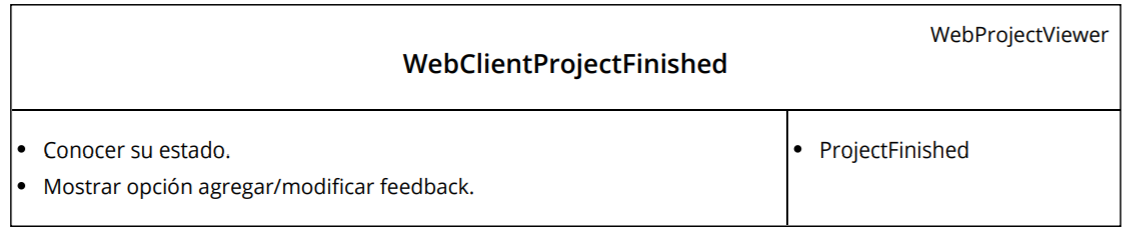 WebProjectViewer
WebClientProjectFinished
• Conocer su estado.
• Mostrar opción agregar/modificar feedback.
• ProjectFinished